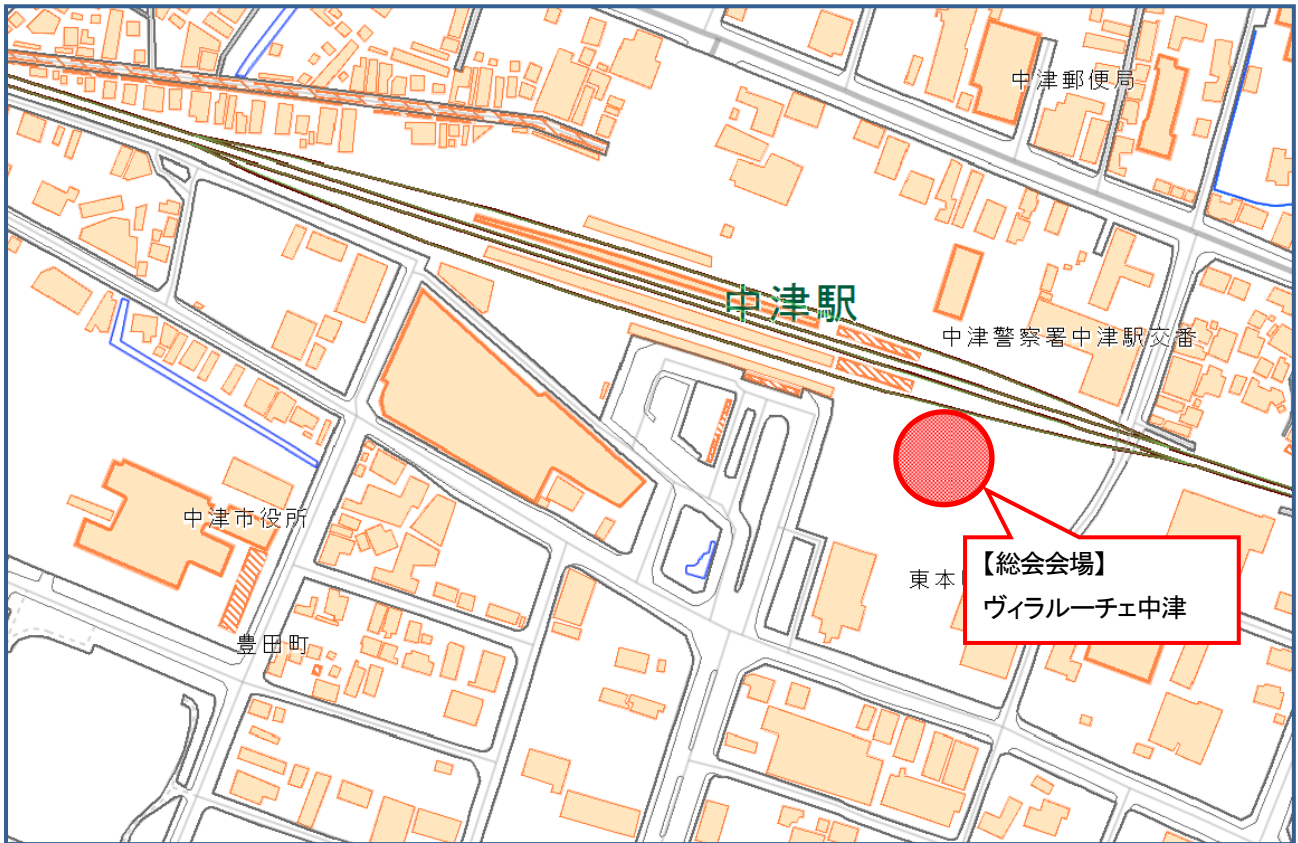 中津郵便局
中津駅
中津警察署中津駅交番
中津市役所
【総会会場】
ヴィラルーチェ中津
東本
豊田町